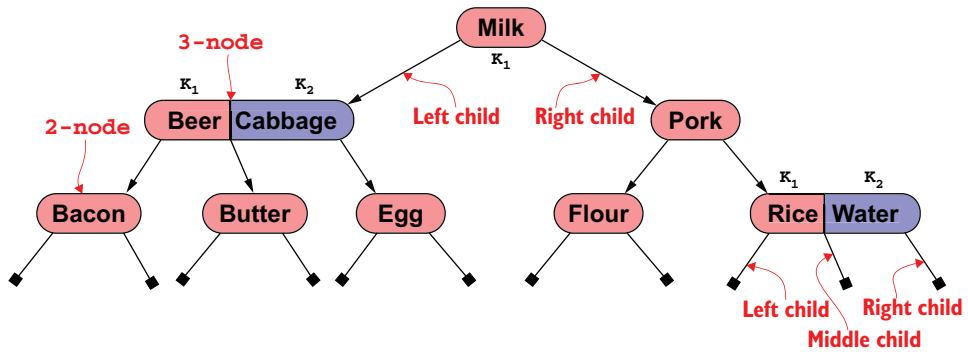 Milk
3-node
K1
K1
K2
Left child
Right child
Beer Cabbage
Pork
2-node
K1
K2
Bacon
Butter
Egg
Flour
Rice Water
Left child
Right child
Middle child